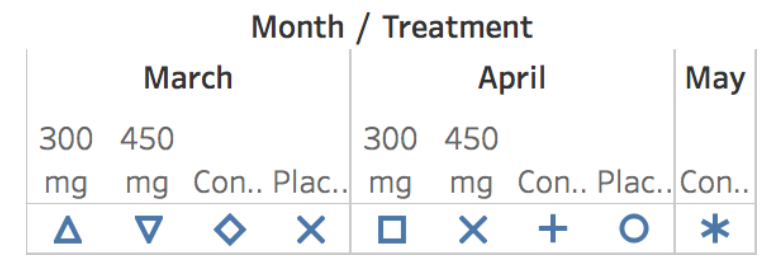 Month / Treatment
March April May
300 mg 450 mg Con.. Plac.. 300 mg 450 mg Con.. Plac.. Con..